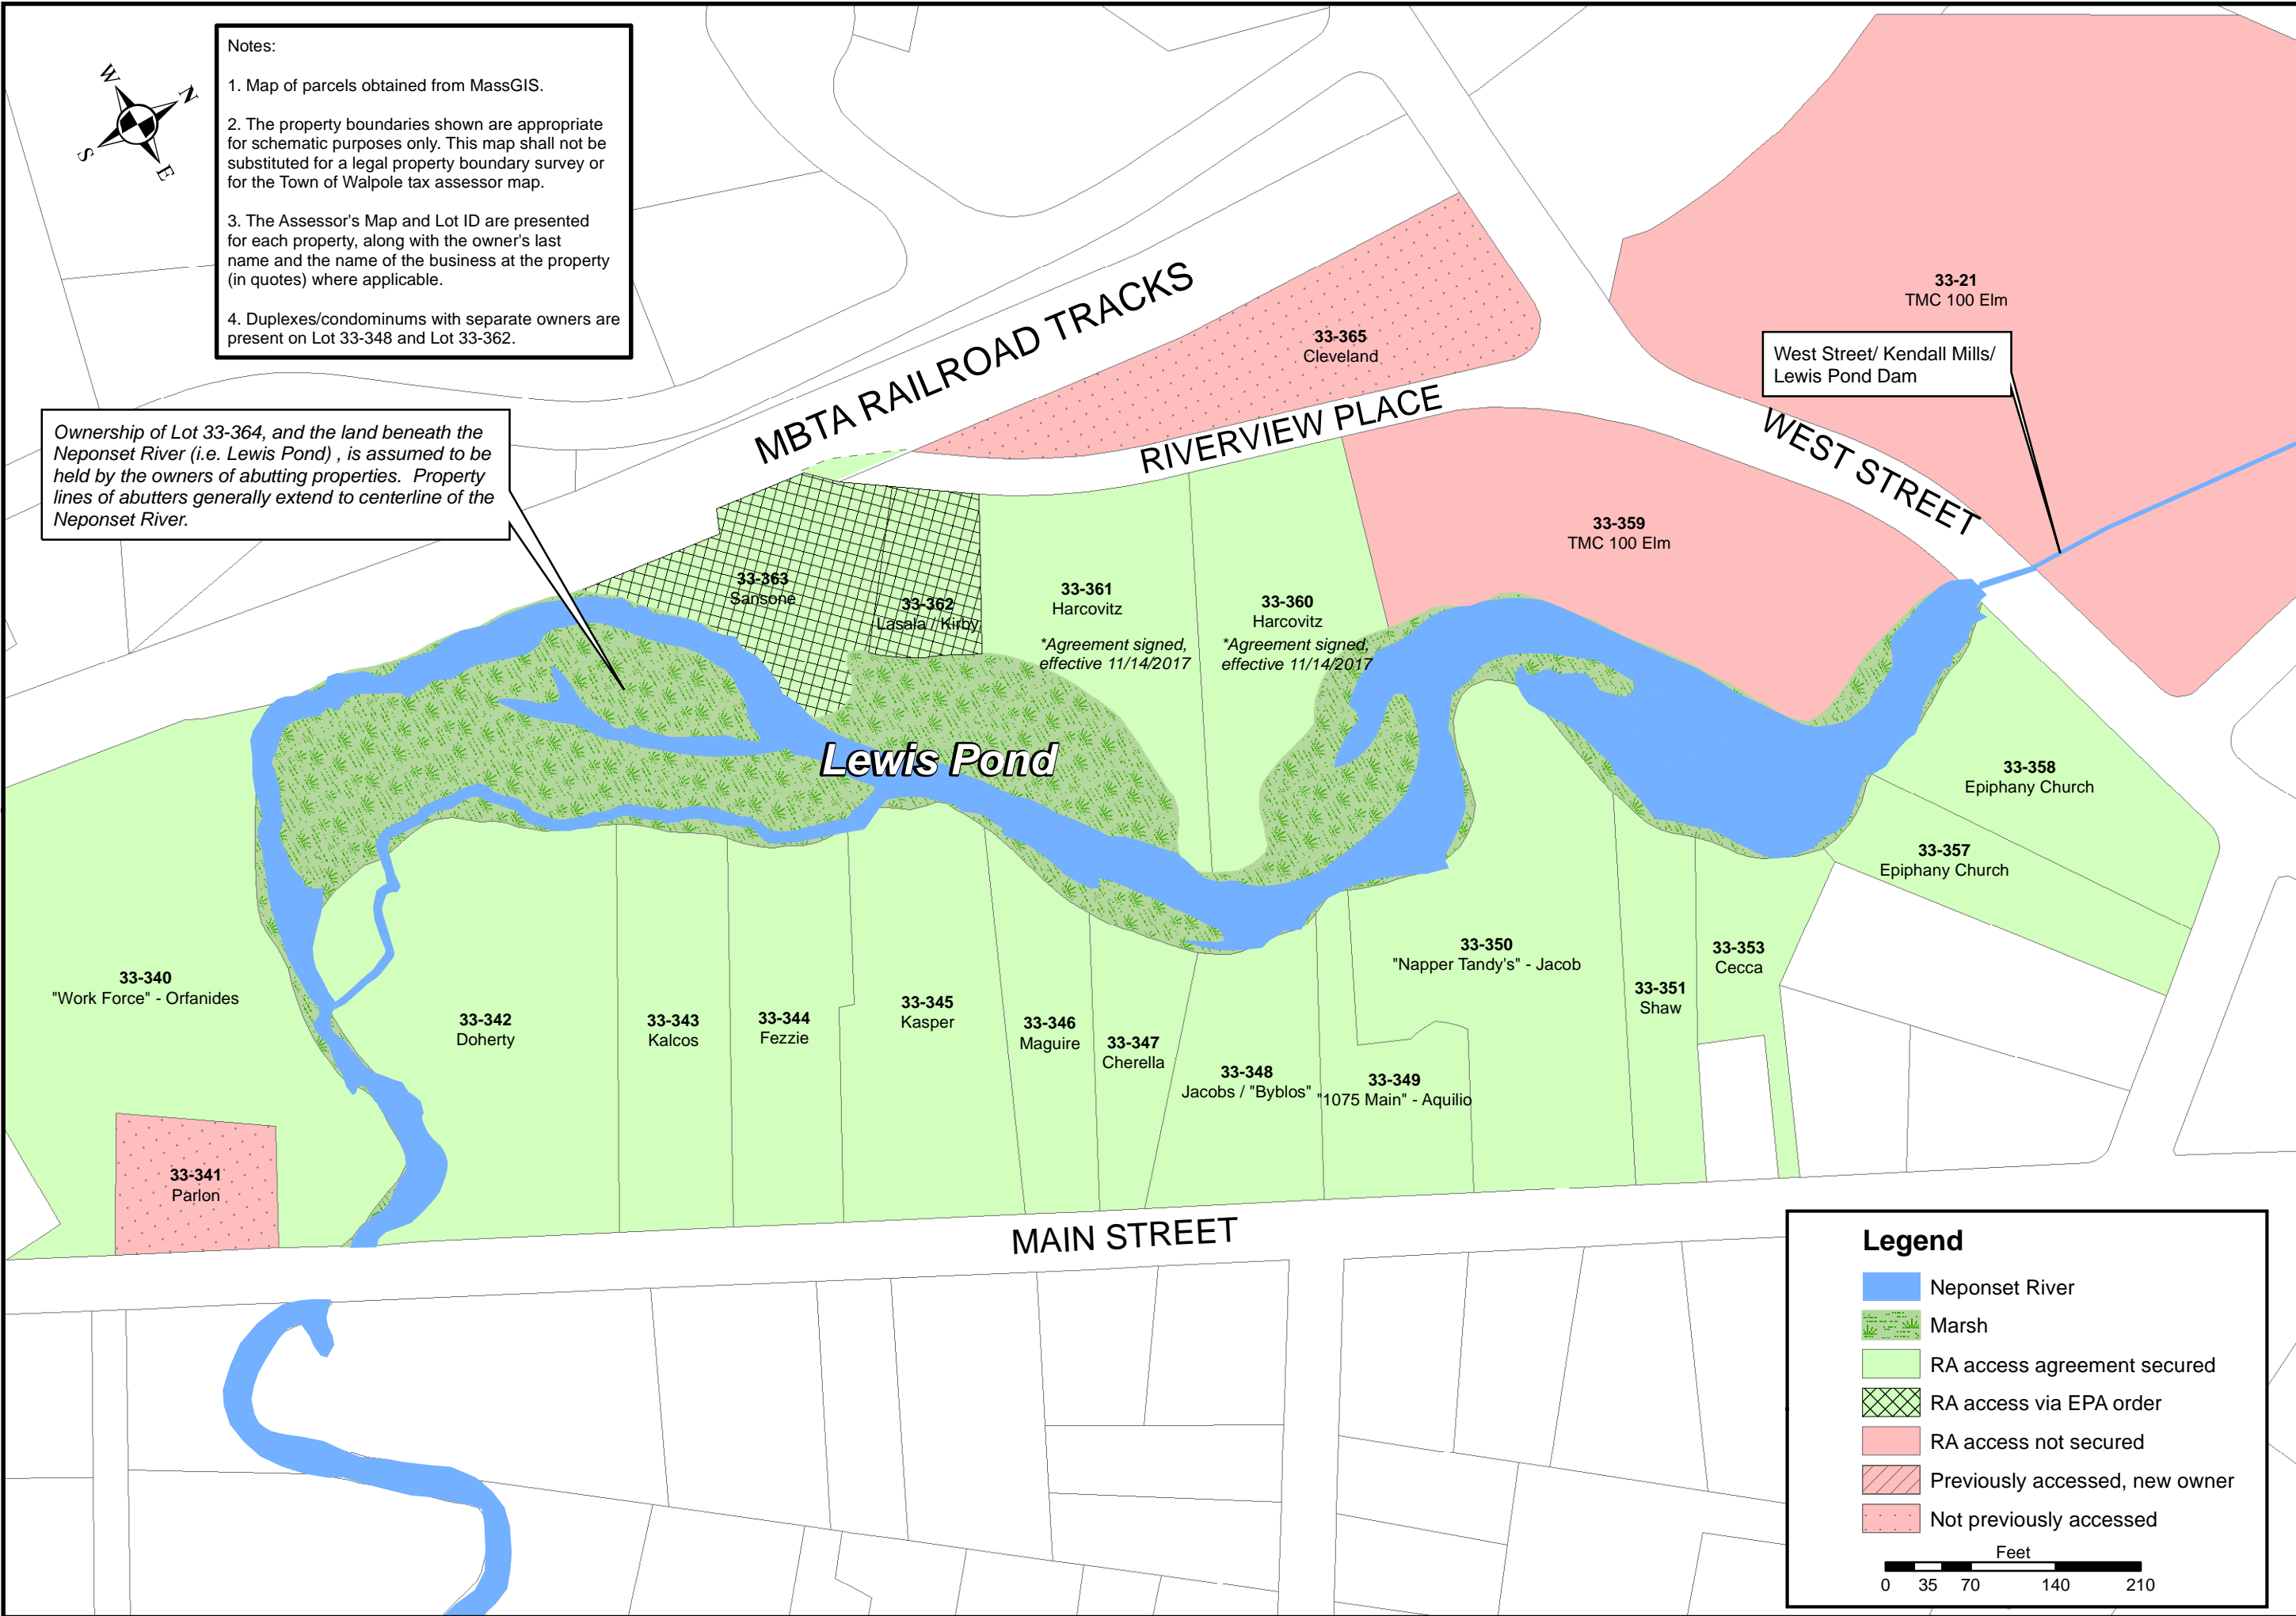 W
N
S
E
Notes:
1. Map of parcels obtained from MassGIS.
2. The property boundaries shown are appropriate
for schematic purposes only. This map shall not be
substituted for a legal property boundary survey or
for the Town of Walpole tax assessor map.
3. The Assessor's Map and Lot ID are presented
for each property, along with the owner's last
name and the name of the business at the property
(in quotes) where applicable.
4. Duplexes/condominums with separate owners are
present on Lot 33-348 and Lot 33-362.
Ownership of Lot 33-364, and the land beneath the
Neponset River (i.e. Lewis Pond) , is assumed to be
held by the owners of abutting properties. Property
lines of abutters generally extend to centerline of the
Neponset River.
MBTA RAILROAD TRACKS
33-365
Cleveland
RIVERVIEW PLACE
33-21
TMC 100 Elm
West Street/ Kendall Mills/
Lewis Pond Dam
WEST STREET
33-359
TMC 100 Elm
33-363
Sansone
33-362
Lasala / Kirby
33-361
Harcovitz
*Agreement signed,
effective 11/14/2017
33-360
Harcovitz
*Agreement signed,
effective 11/14/2017
Lewis Pond
33-358
Epiphany Church
33-357
Epiphany Church
33-340
"Work Force" - Orfanides
33-341
Parlon
33-342
Doherty
33-343
Kalcos
33-344
Fezzie
33-345
Kasper
33-346
Maguire
33-347
Cherella
33-348
Jacobs / "Byblos"
33-349
"1075 Main" - Aquilio
33-350
"Napper Tandy's" - Jacob
33-351
Shaw
33-353
Cecca
MAIN STREET
Legend
Neponset River
Marsh
RA access agreement secured
RA access via EPA order
RA access not secured
Previously accessed, new owner
Not previously accessed
Feet
0 35 70 140 210